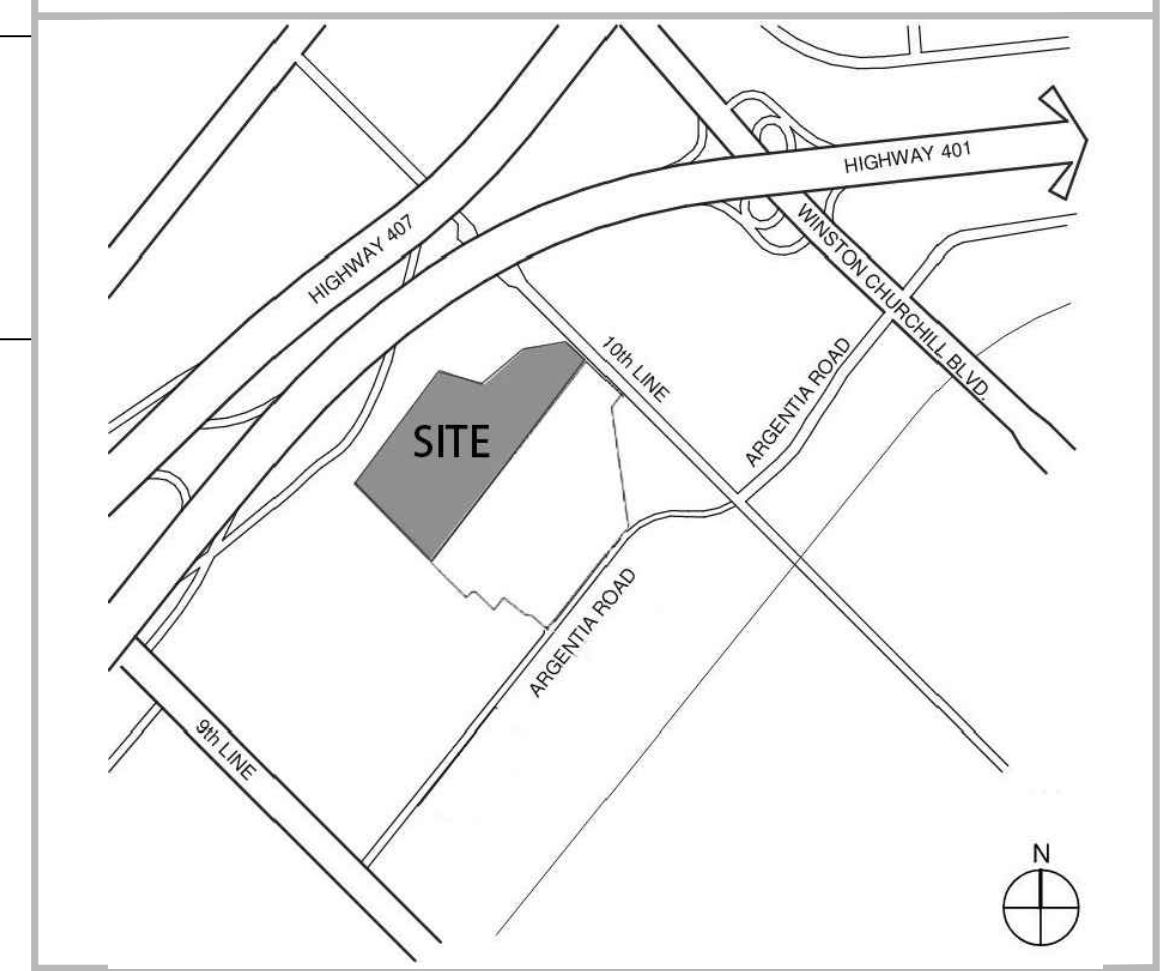 HIGHWAY 401
HIGHWAY 407
WINSTON CHURCHILL BLVD.
10th LINE
ARGENTIA ROAD
SITE
ARGENTIA ROAD
9th LINE
N